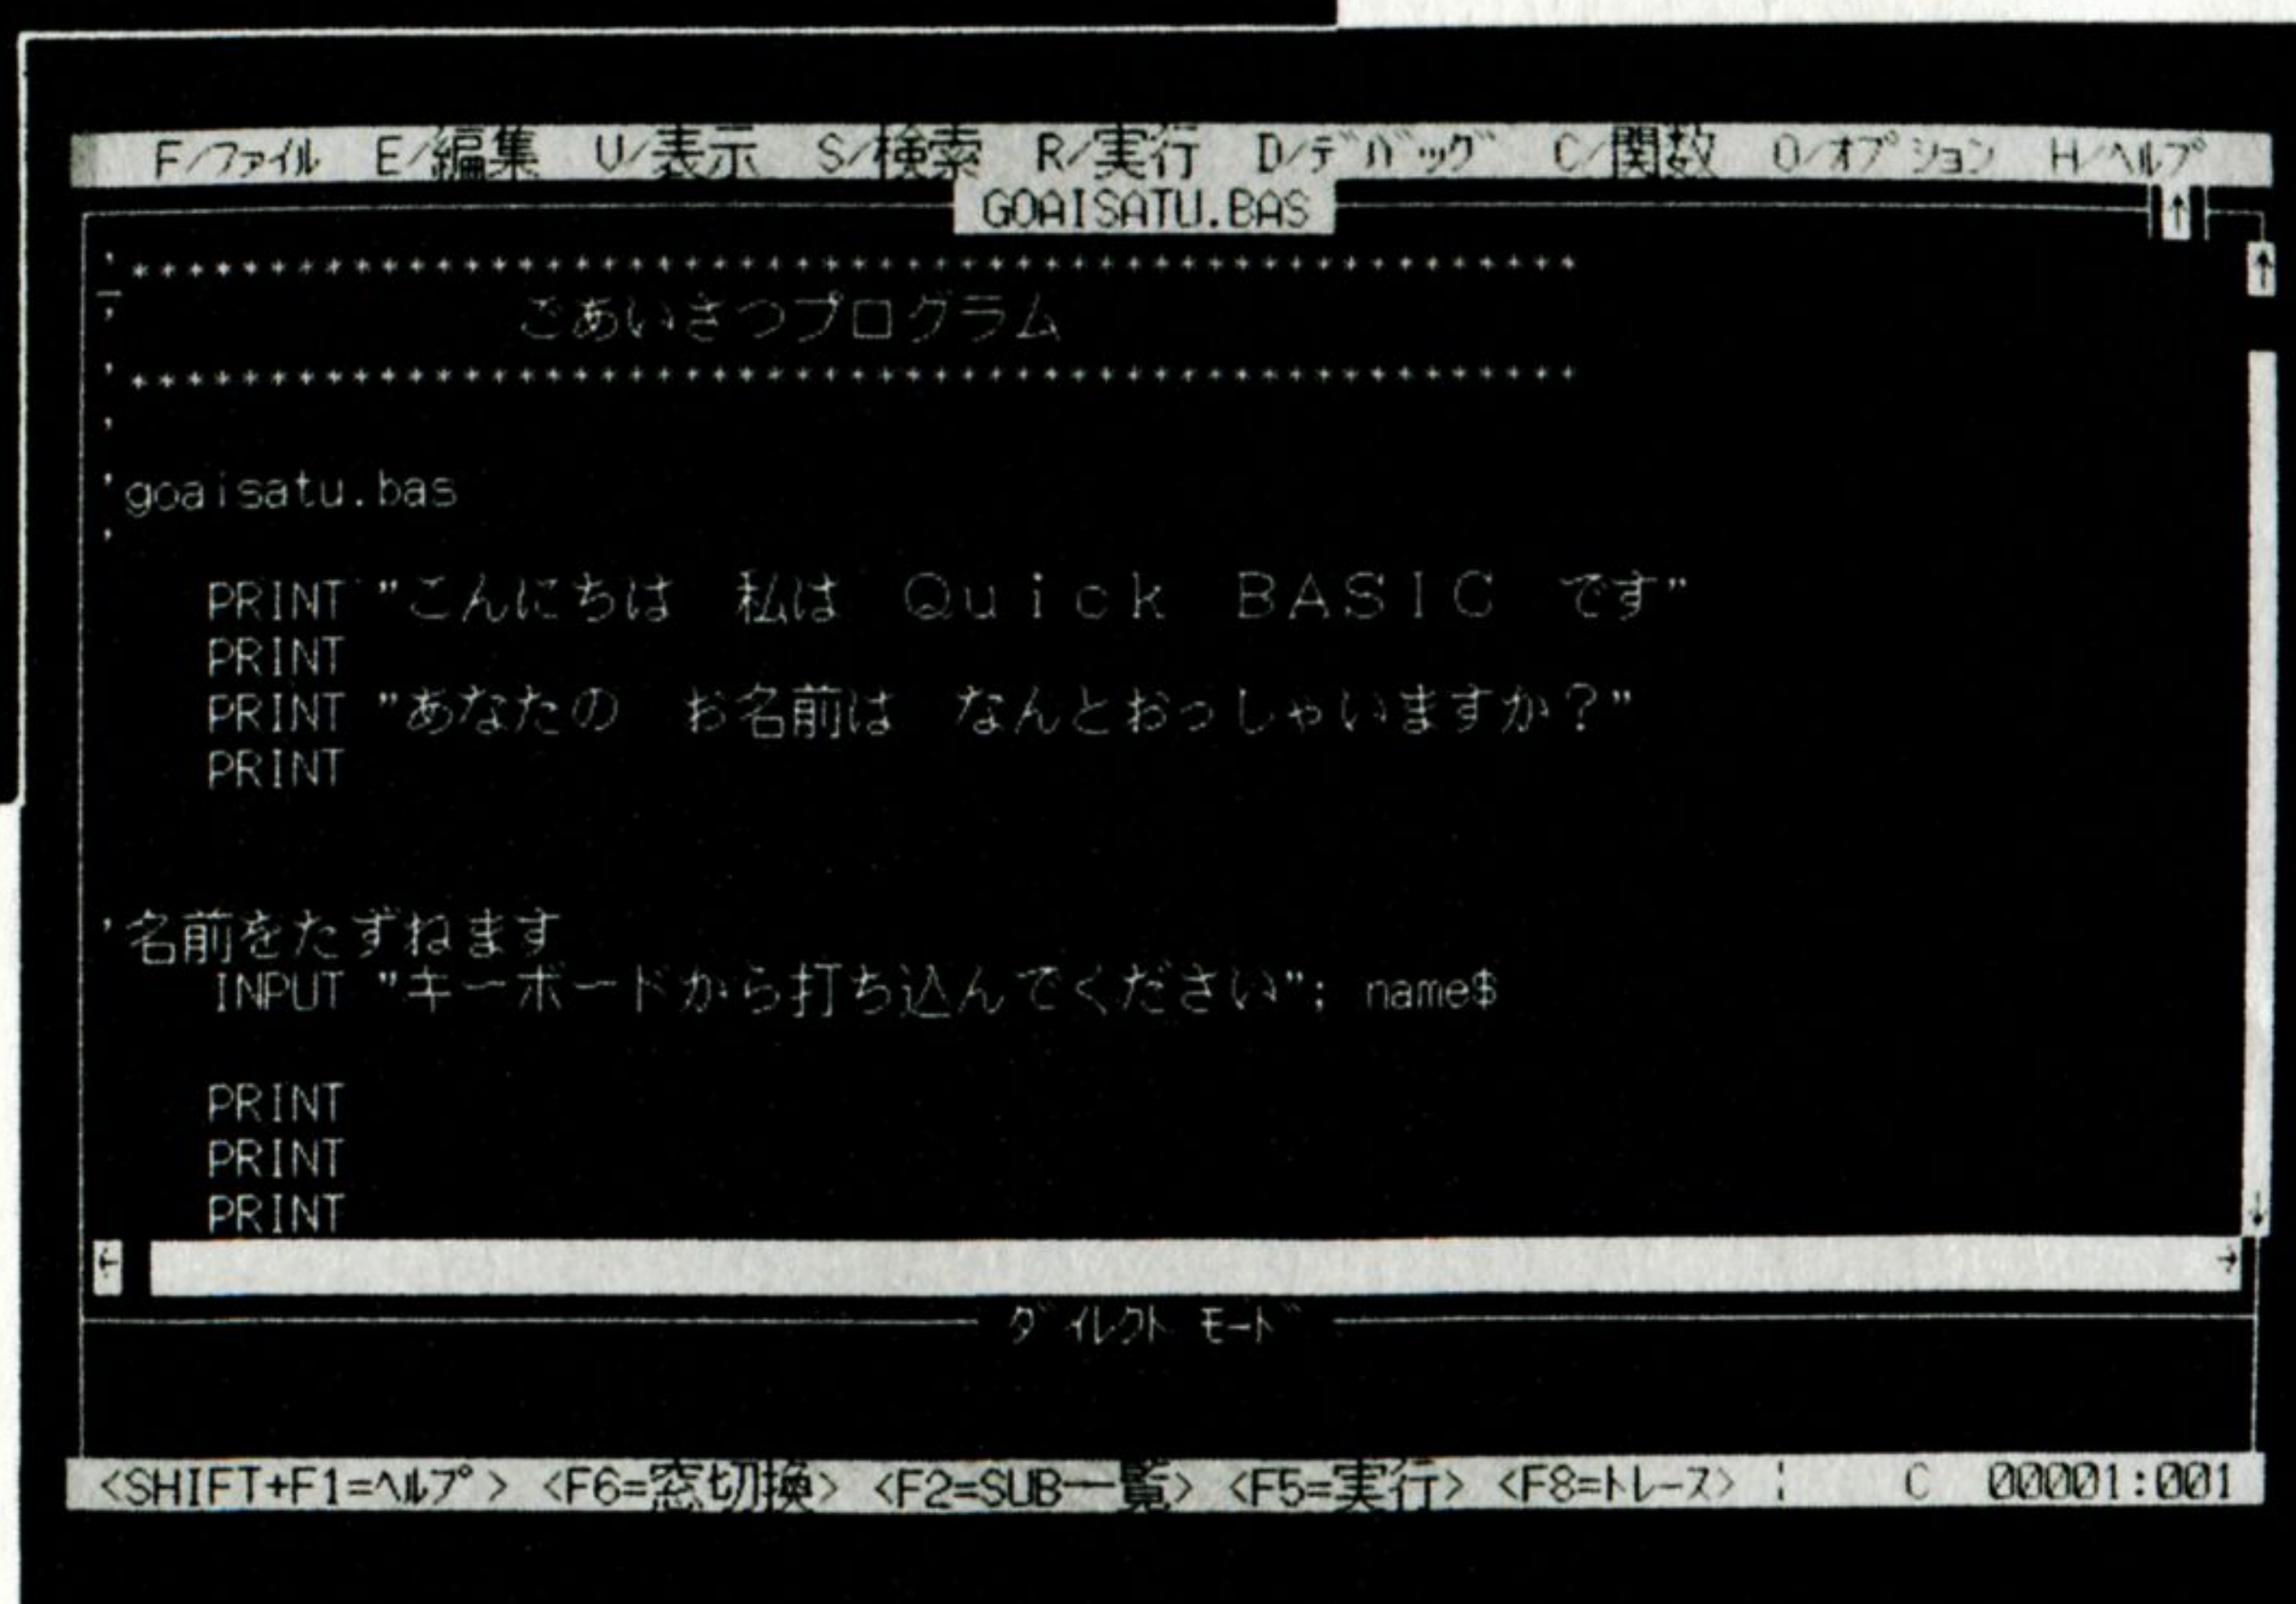 F/ﾌｧｲﾙ E/編集 U/表示 S/検索 R/実行 D/ﾃﾞﾊﾞｯｸﾞ C/関数 O/ｵﾌﾟｼｮﾝ H/ﾍﾙﾌﾟ
GOAISATU.BAS
'*****************************************************
' ごあいさつプログラム
'*****************************************************
'
'goaisatu.bas
'
PRINT "こんにちは 私は Ｑｕｉｃｋ ＢＡＳＩＣ です"
PRINT
PRINT "あなたの お名前は なんとおっしゃいますか？"
PRINT
'名前をたずねます
INPUT "キーボードから打ち込んでください"; name$
PRINT
PRINT
PRINT
ﾀﾞｲﾚｸﾄ ﾓｰﾄﾞ
<SHIFT+F1=ﾍﾙﾌﾟ> <F6=窓切換> <F2=SUB一覧> <F5=実行> <F8=ﾄﾚｰｽ> ¦ C 00001:001